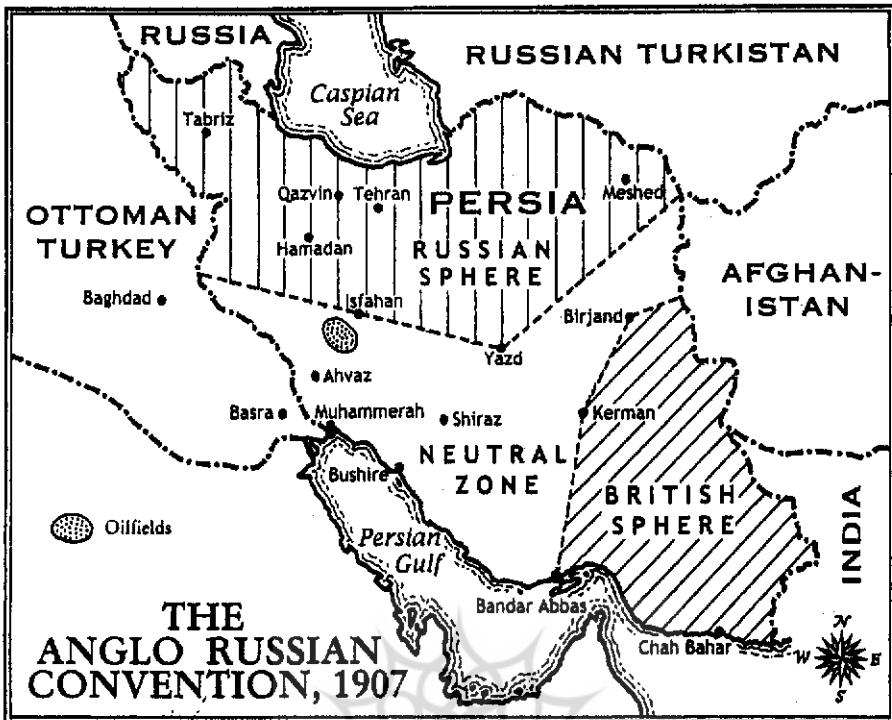 RUSSIA
RUSSIAN TURKISTAN
Caspian
Sea
Tabriz
Meshed
Qazvin
Tehran
PERSIA
OTTOMAN
TURKEY
Hamadan
RUSSIAN
SPHERE
AFGHAN-
ISTAN
Baghdad
Isfahan
Birjand
Yazd
Ahvaz
Basra
Muhammerah
Shiraz
Kerman
NEUTRAL
ZONE
Bushire
BRITISH
SPHERE
INDIA
Oilfields
Persian
Gulf
Bandar Abbas
Chah Bahar
THE
ANGLO RUSSIAN
CONVENTION, 1907
N
W
E
S